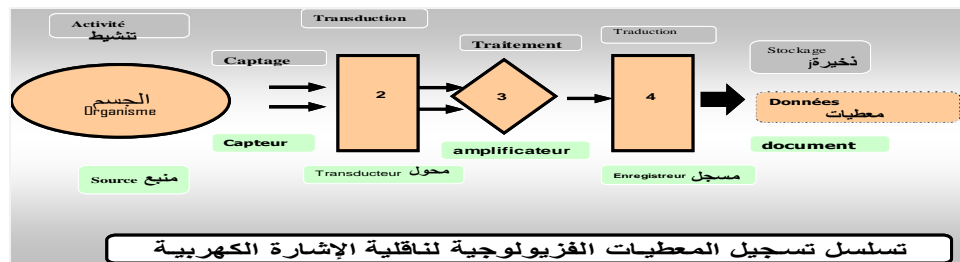 Activité
تنشيط
Transduction
Captage
Traitement
Traduction
Stockage
ذخيرةز
الجسم
Organisme
2
3
4
Données
معطيات
Capteur
amplificateur
document
Source منبع
Transducteur محول
Enregistreur مسجل
تسلسل تسجيل المعطيات الفزيولوجية لناقلية الإشارة الكهربية